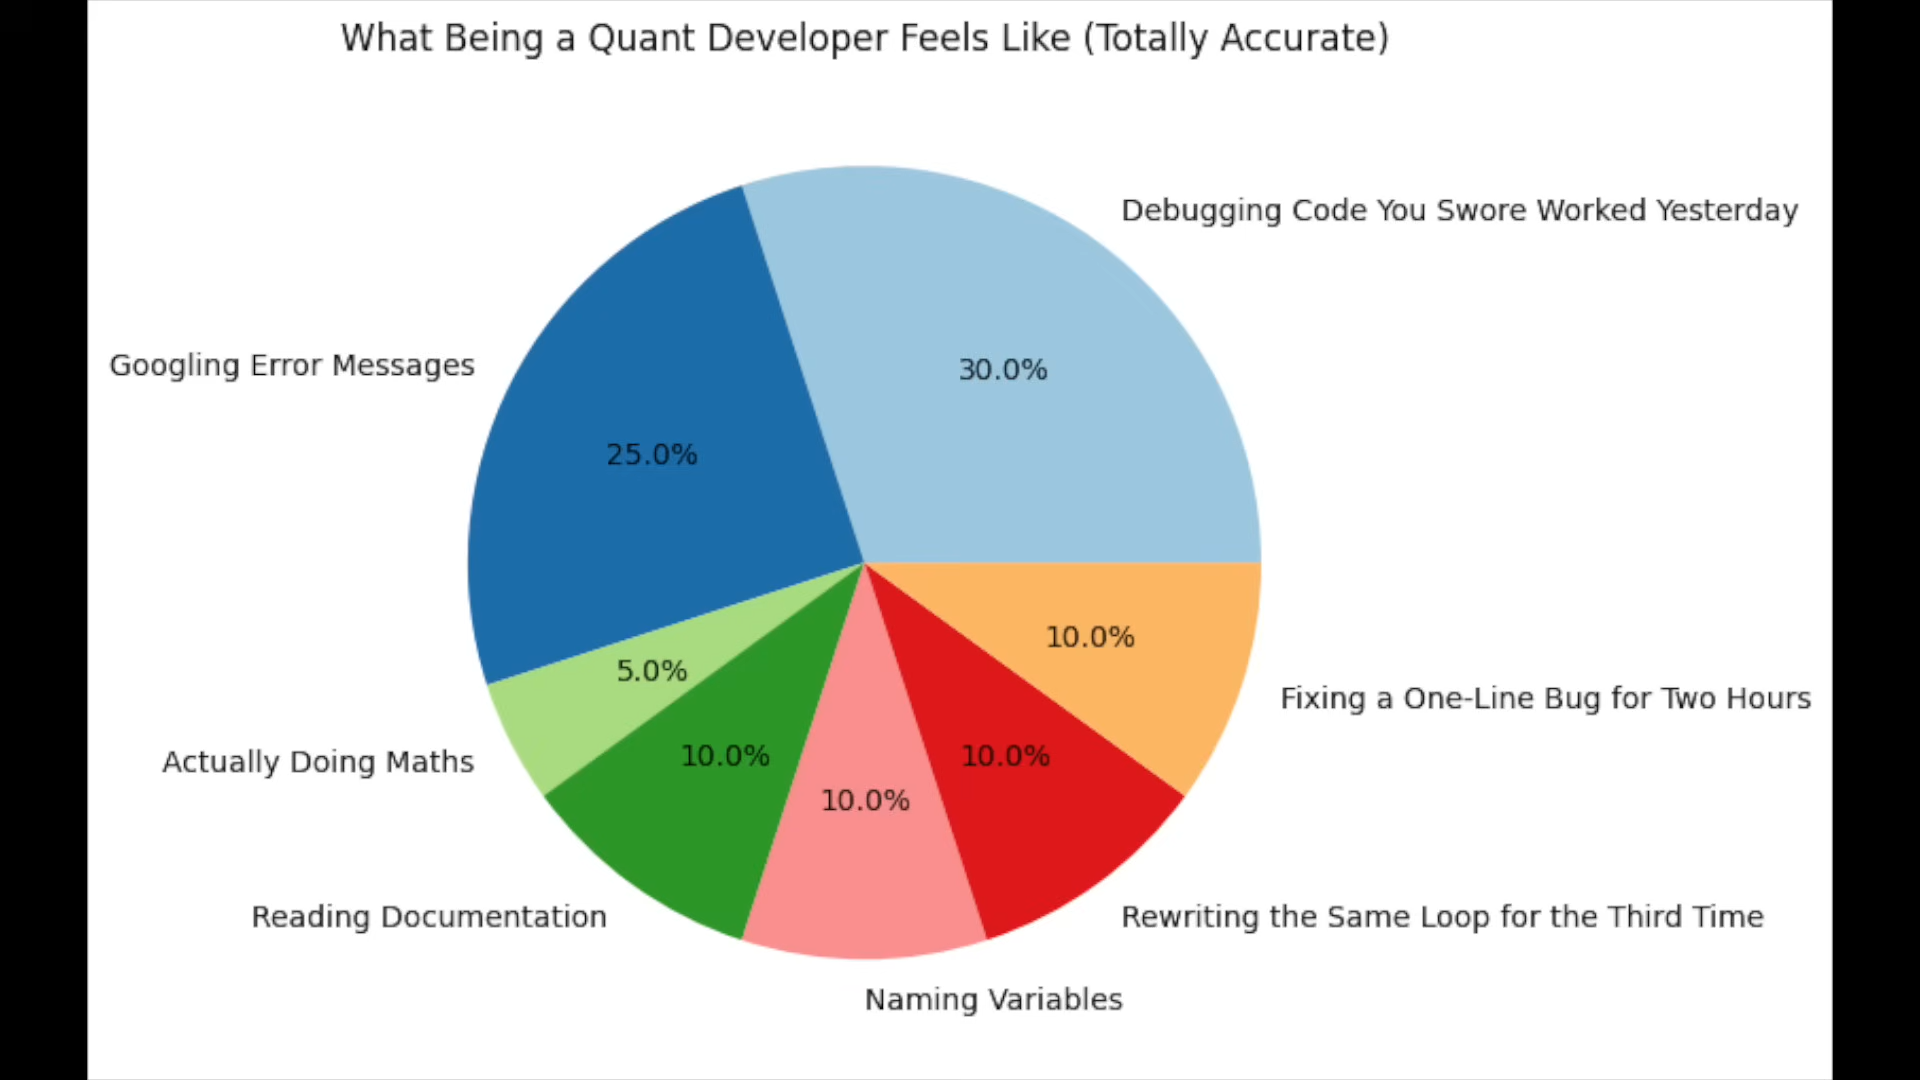 What Being a Quant Developer Feels Like (Totally Accurate)
Debugging Code You Swore Worked Yesterday
30.0%
Googling Error Messages
25.0%
Actually Doing Maths
5.0%
Reading Documentation
10.0%
Naming Variables
10.0%
Rewriting the Same Loop for the Third Time
10.0%
Fixing a One-Line Bug for Two Hours
10.0%